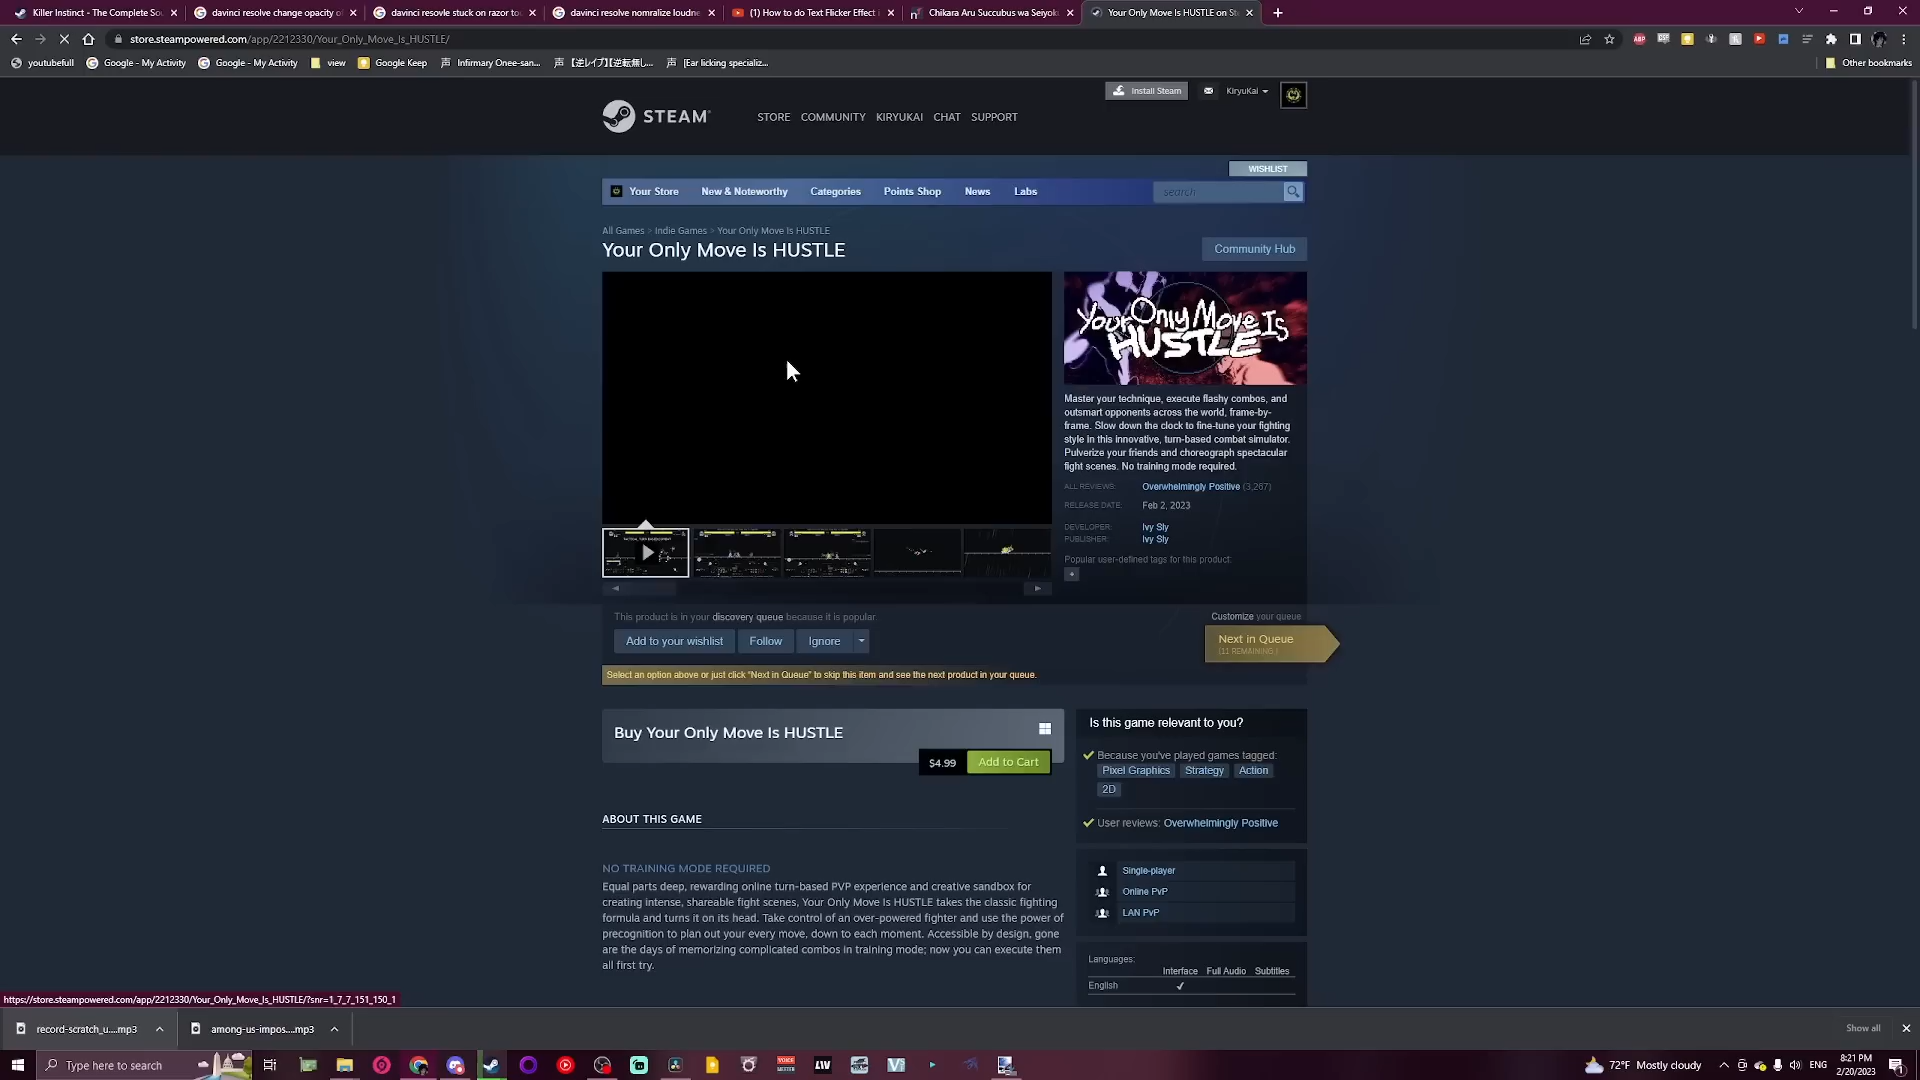 Killer Instinct - The Complete Sou
davinci resolve change opacity of
davinci resovle stuck on razor to
davinci resolve nomralize loudne
(1) How to do Text Flicker Effect i
Chikara Aru Succubus wa Seiyok
Your Only Move Is HUSTLE on St
store.steampowered.com/app/2212330/Your_Only_Move_Is_HUSTLE/
youtubefull
Google - My Activity
Google - My Activity
view
Google Keep
Infirmary Onee-san...
[Ear licking specializ...
Other bookmarks
Install Steam
KiryuKai
STEAM
STORE COMMUNITY KIRYUKAI CHAT SUPPORT
WISHLIST
Your Store New & Noteworthy Categories Points Shop News Labs
search
All Games > Indie Games > Your Only Move Is HUSTLE
Your Only Move Is HUSTLE
Community Hub
Your Only Move Is
HUSTLE
Master your technique, execute flashy combos, and
outsmart opponents across the world, frame-by-
frame. Slow down the clock to fine-tune your fighting
style in this innovative, turn-based combat simulator.
Pulverize your friends and choreograph spectacular
fight scenes. No training mode required.
ALL REVIEWS: Overwhelmingly Positive (3,267)
RELEASE DATE: Feb 2, 2023
DEVELOPER: Ivy Sly
PUBLISHER: Ivy Sly
Popular user-defined tags for this product:
This product is in your discovery queue because it is popular
Customize your queue
Add to your wishlist
Follow
Ignore
Next in Queue
(11 REMAINING )
Select an option above or just click "Next in Queue" to skip this item and see the next product in your queue.
Buy Your Only Move Is HUSTLE
$4.99
Add to Cart
Is this game relevant to you?
Because you've played games tagged:
Pixel Graphics Strategy Action
2D
User reviews: Overwhelmingly Positive
ABOUT THIS GAME
NO TRAINING MODE REQUIRED
Equal parts deep, rewarding online turn-based PVP experience and creative sandbox for
creating intense, shareable fight scenes, Your Only Move Is HUSTLE takes the classic fighting
formula and turns it on its head. Take control of an over-powered fighter and use the power of
precognition to plan out your every move, down to each moment. Accessible by design, gone
are the days of memorizing complicated combos in training mode; now you can execute them
all first try.
Single-player
Online PvP
LAN PvP
Languages:
Interface Full Audio Subtitles
English ✔
https://store.steampowered.com/app/2212330/Your_Only_Move_Is_HUSTLE/?snr=1_7_7_151_150_1
record-scratch_u....mp3
among-us-impos....mp3
Show all
Type here to search
72°F Mostly cloudy
ENG
8:21 PM
2/20/2023